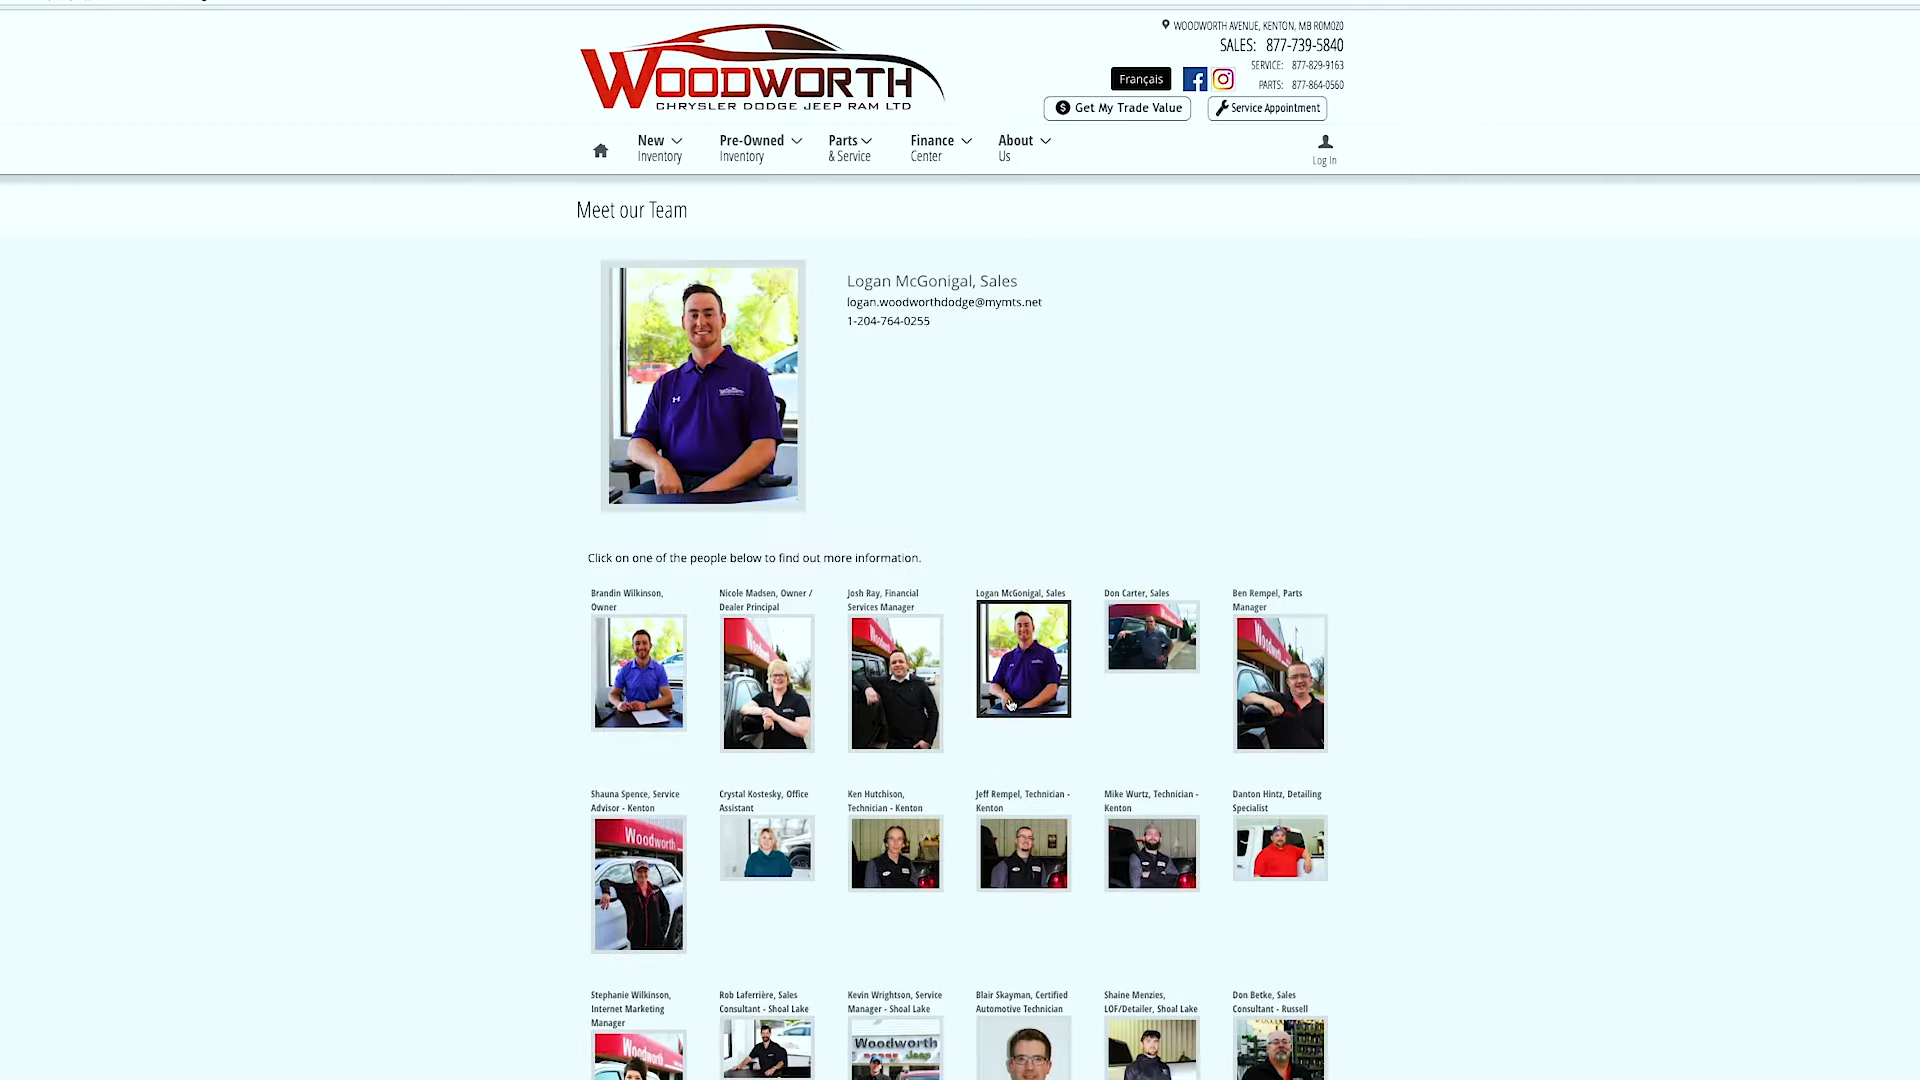 WOODWORTH
CHRYSLER DODGE JEEP RAM LTD
WOODWORTH AVENUE, KENTON, MB R0M0Z0
SALES: 877-739-5840
Français
SERVICE: 877-829-9163
PARTS: 877-864-0560
Get My Trade Value
Service Appointment
New
Inventory
Pre-Owned
Inventory
Parts
& Service
Finance
Center
About
Us
Log In
Meet our Team
Logan McGonigal, Sales
logan.woodworthdodge@mymts.net
1-204-764-0255
Click on one of the people below to find out more information.
Brandin Wilkinson,
Owner
Nicole Madsen, Owner /
Dealer Principal
Josh Ray, Financial
Services Manager
Logan McGonigal, Sales
Don Carter, Sales
Ben Rempel, Parts
Manager
Shauna Spence, Service
Advisor - Kenton
Woodworth
Crystal Kostesky, Office
Assistant
Ken Hutchison,
Technician - Kenton
Jeff Rempel, Technician -
Kenton
Mike Wurtz, Technician -
Kenton
Danton Hintz, Detailing
Specialist
Stephanie Wilkinson,
Internet Marketing
Manager
Woodworth
Rob Laferrière, Sales
Consultant - Shoal Lake
Kevin Wrightson, Service
Manager - Shoal Lake
Woodworth
Jeep
Blair Skayman, Certified
Automotive Technician
Shaine Menzies,
LOF/Detailer, Shoal Lake
Don Betke, Sales
Consultant - Russell